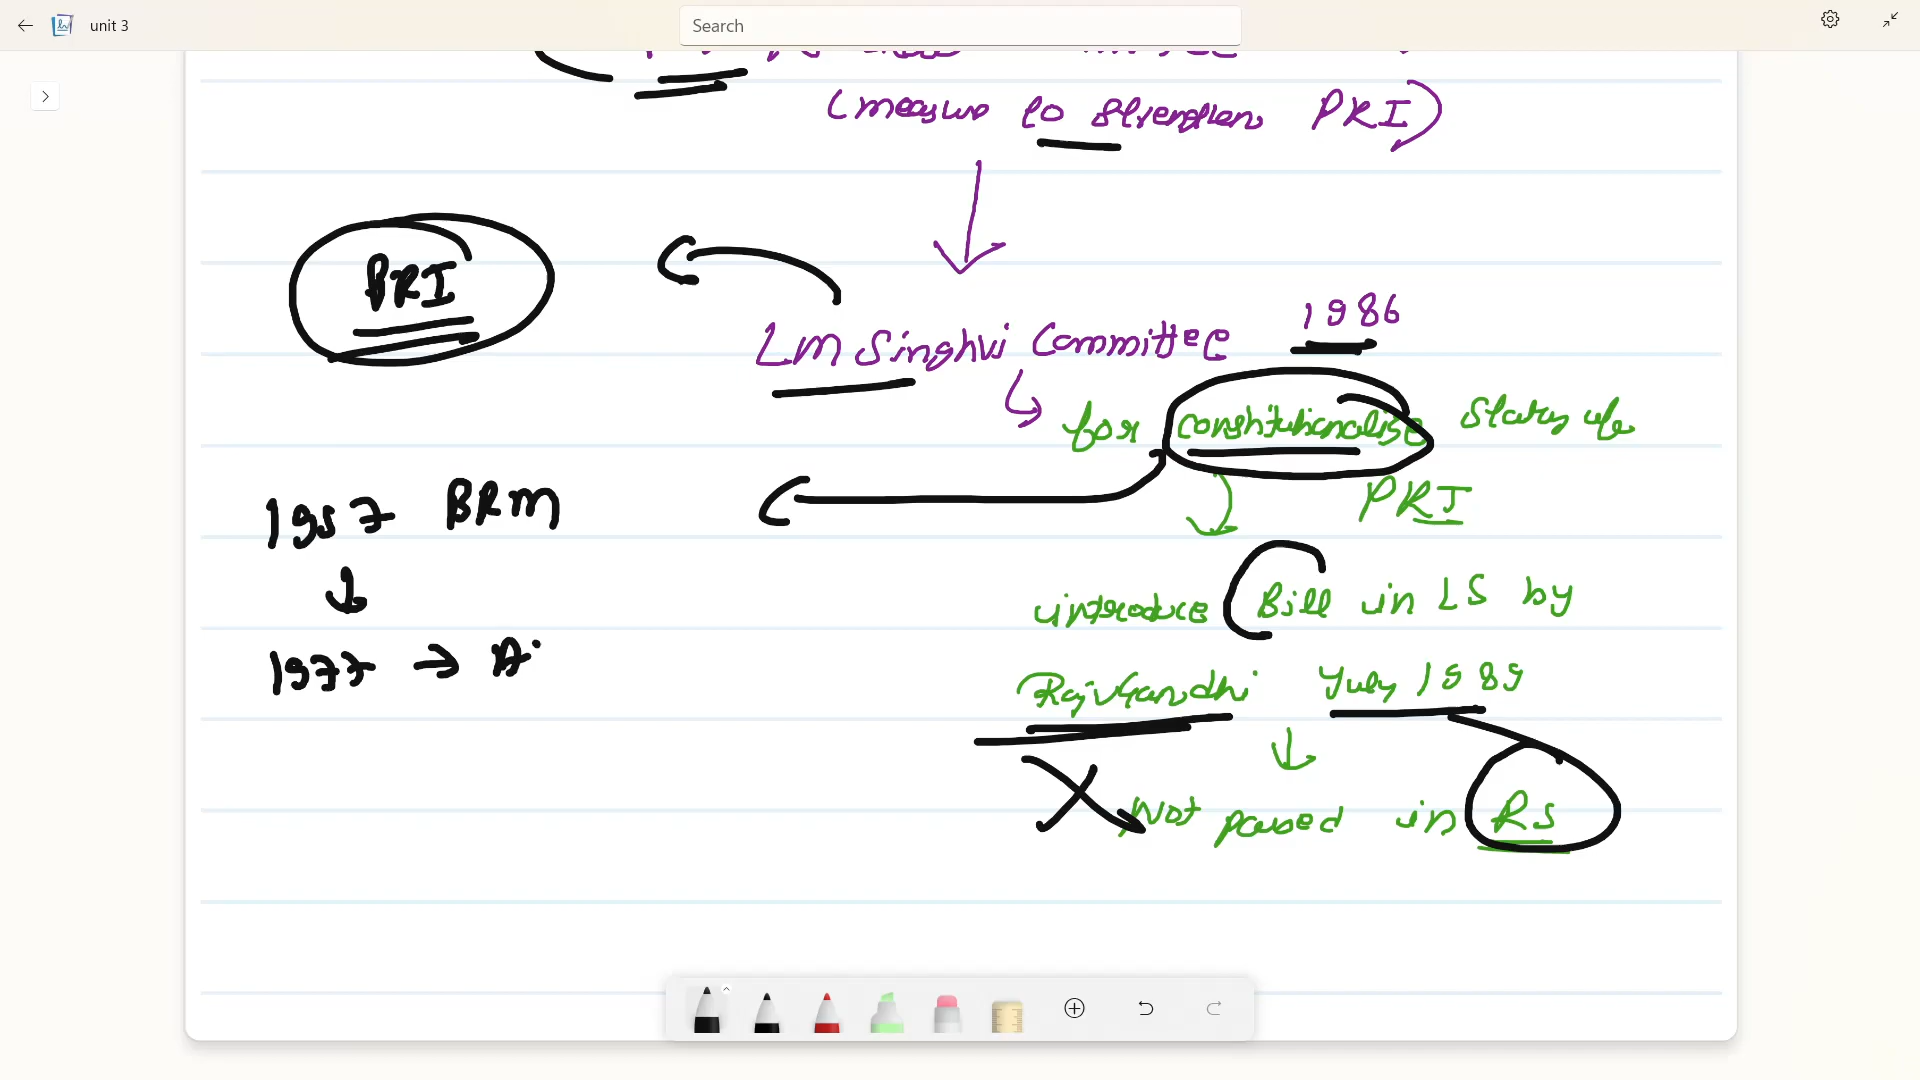 unit 3
Search
(measure to strengthen PRI)
PRI
LM Singhvi Committee 1986
for constitutionalise status of
PRI
1957 BRM
introduce Bill in LS by
1977 →
Rajiv Gandhi July 1989
Not passed in RS